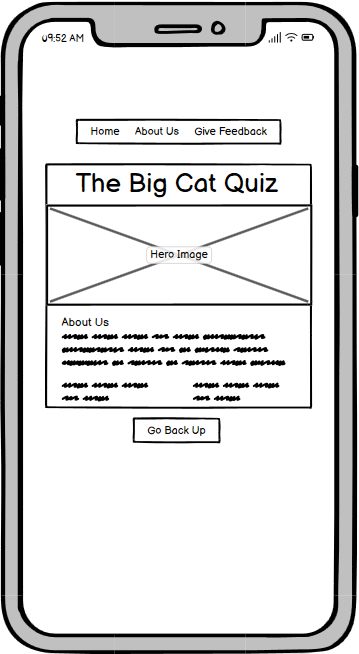 09:52 AM
Home About Us Give Feedback
The Big Cat Quiz
Hero Image
About Us
Go Back Up